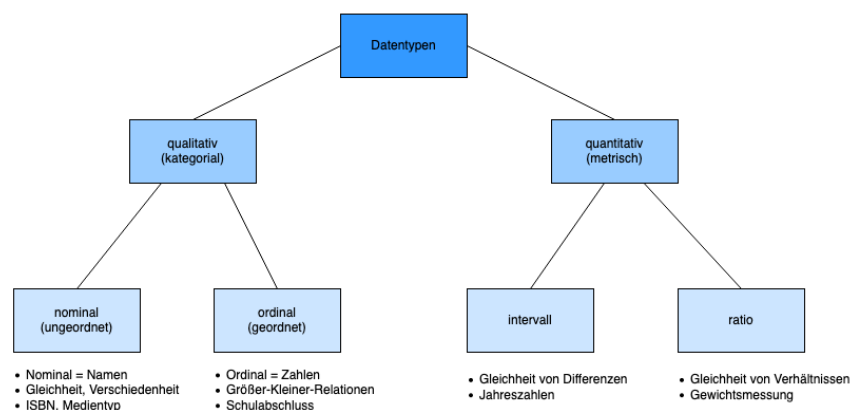 Datentypen
qualitativ
(kategorial)
quantitativ
(metrisch)
nominal
(ungeordnet)
ordinal
(geordnet)
intervall
ratio
• Nominal = Namen
• Gleichheit, Verschiedenheit
• ISBN, Medientyp
• Ordinal = Zahlen
• Größer-Kleiner-Relationen
• Schulabschluss
• Gleichheit von Differenzen
• Jahreszahlen
• Gleichheit von Verhältnissen
• Gewichtsmessung